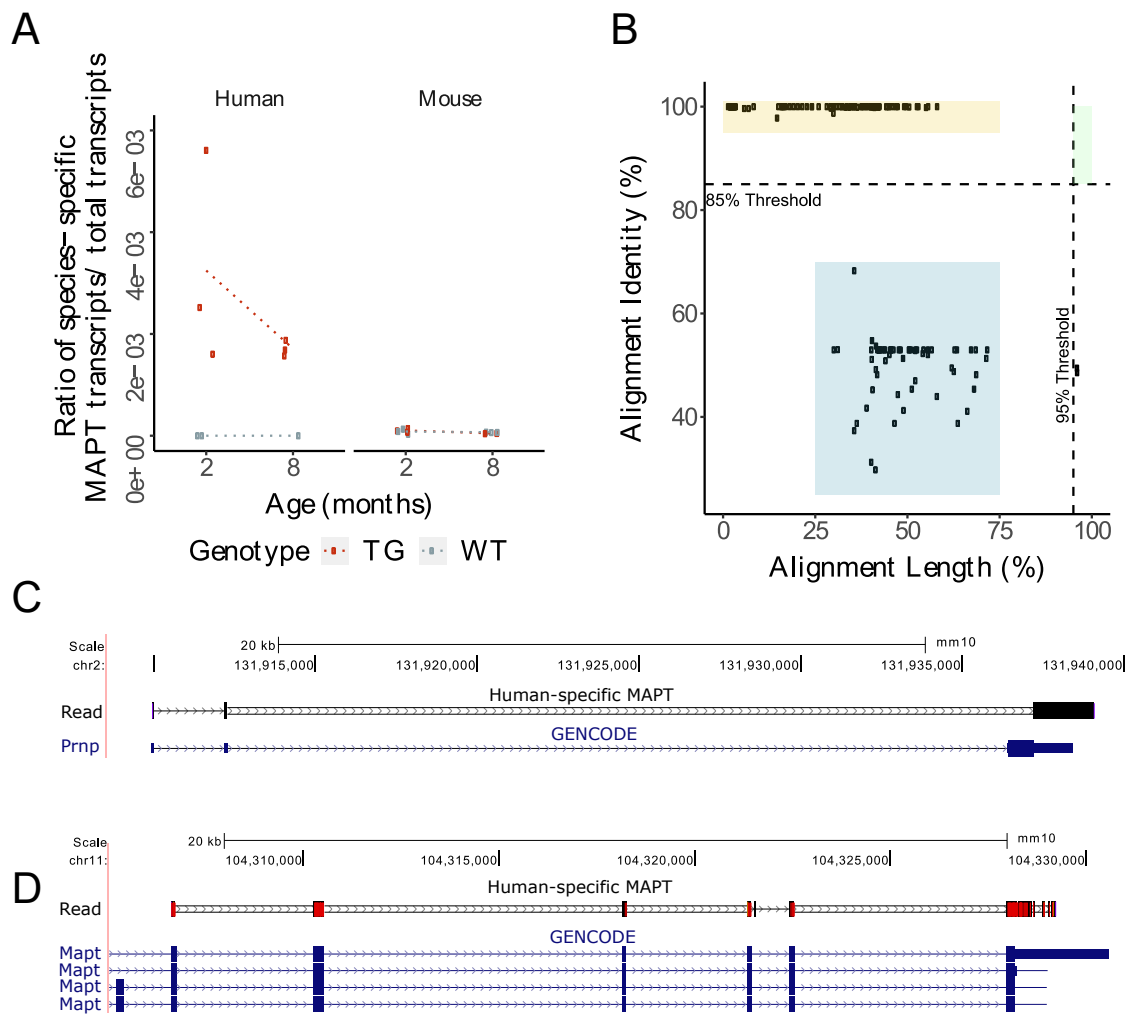 A
Ratio of species-specific
MAPT transcripts/ total transcripts
Human
Mouse
6e-03
4e-03
2e-03
0e+00
2
8
2
8
Age (months)
Genotype
TG
WT
B
Alignment Identity (%)
100
80
60
40
85% Threshold
95% Threshold
0
25
50
75
100
Alignment Length (%)
C
Scale
20 kb
mm10
chr2:
131,915,000
131,920,000
131,925,000
131,930,000
131,935,000
131,940,000
Human-specific MAPT
Read
GENCODE
Prnp
D
Scale
20 kb
mm10
chr11:
104,310,000
104,315,000
104,320,000
104,325,000
104,330,000
Human-specific MAPT
Read
GENCODE
Mapt
Mapt
Mapt
Mapt